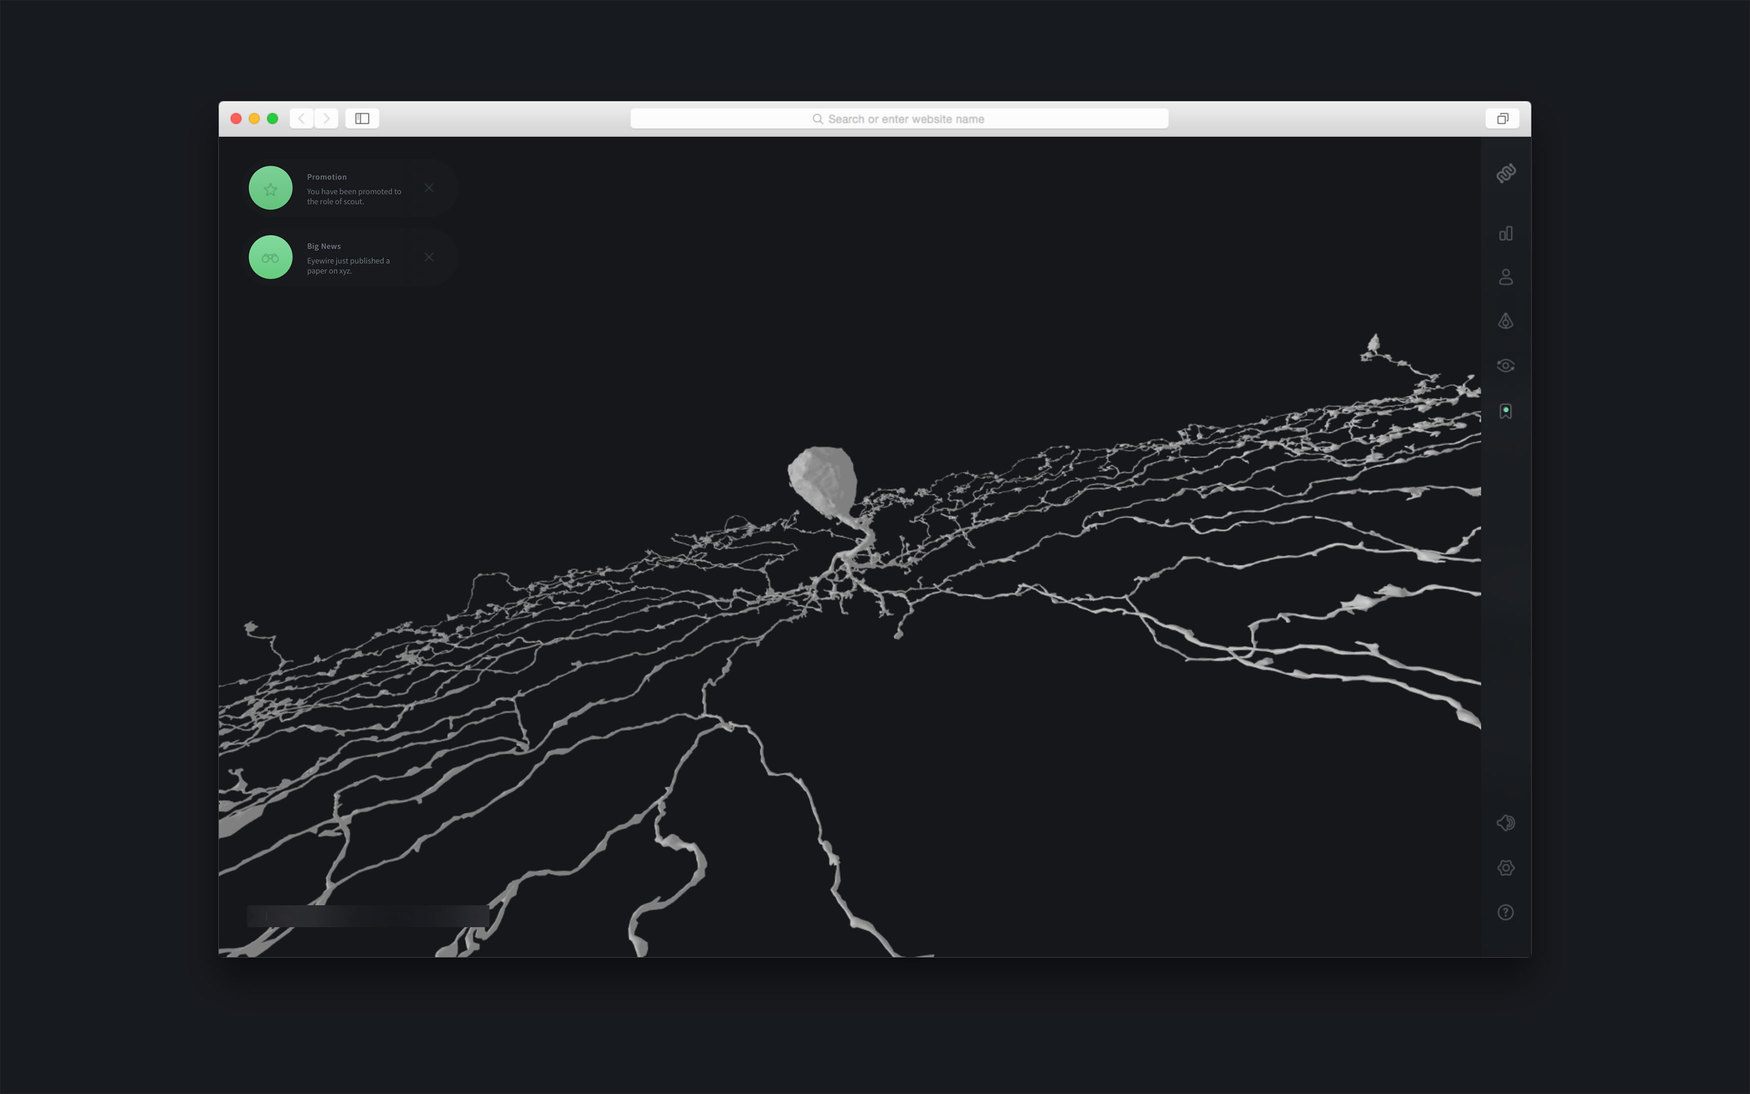 Search or enter website name
Promotion
You have been promoted to
the role of scout.
Big News
Eyewire just published a
paper on xyz.